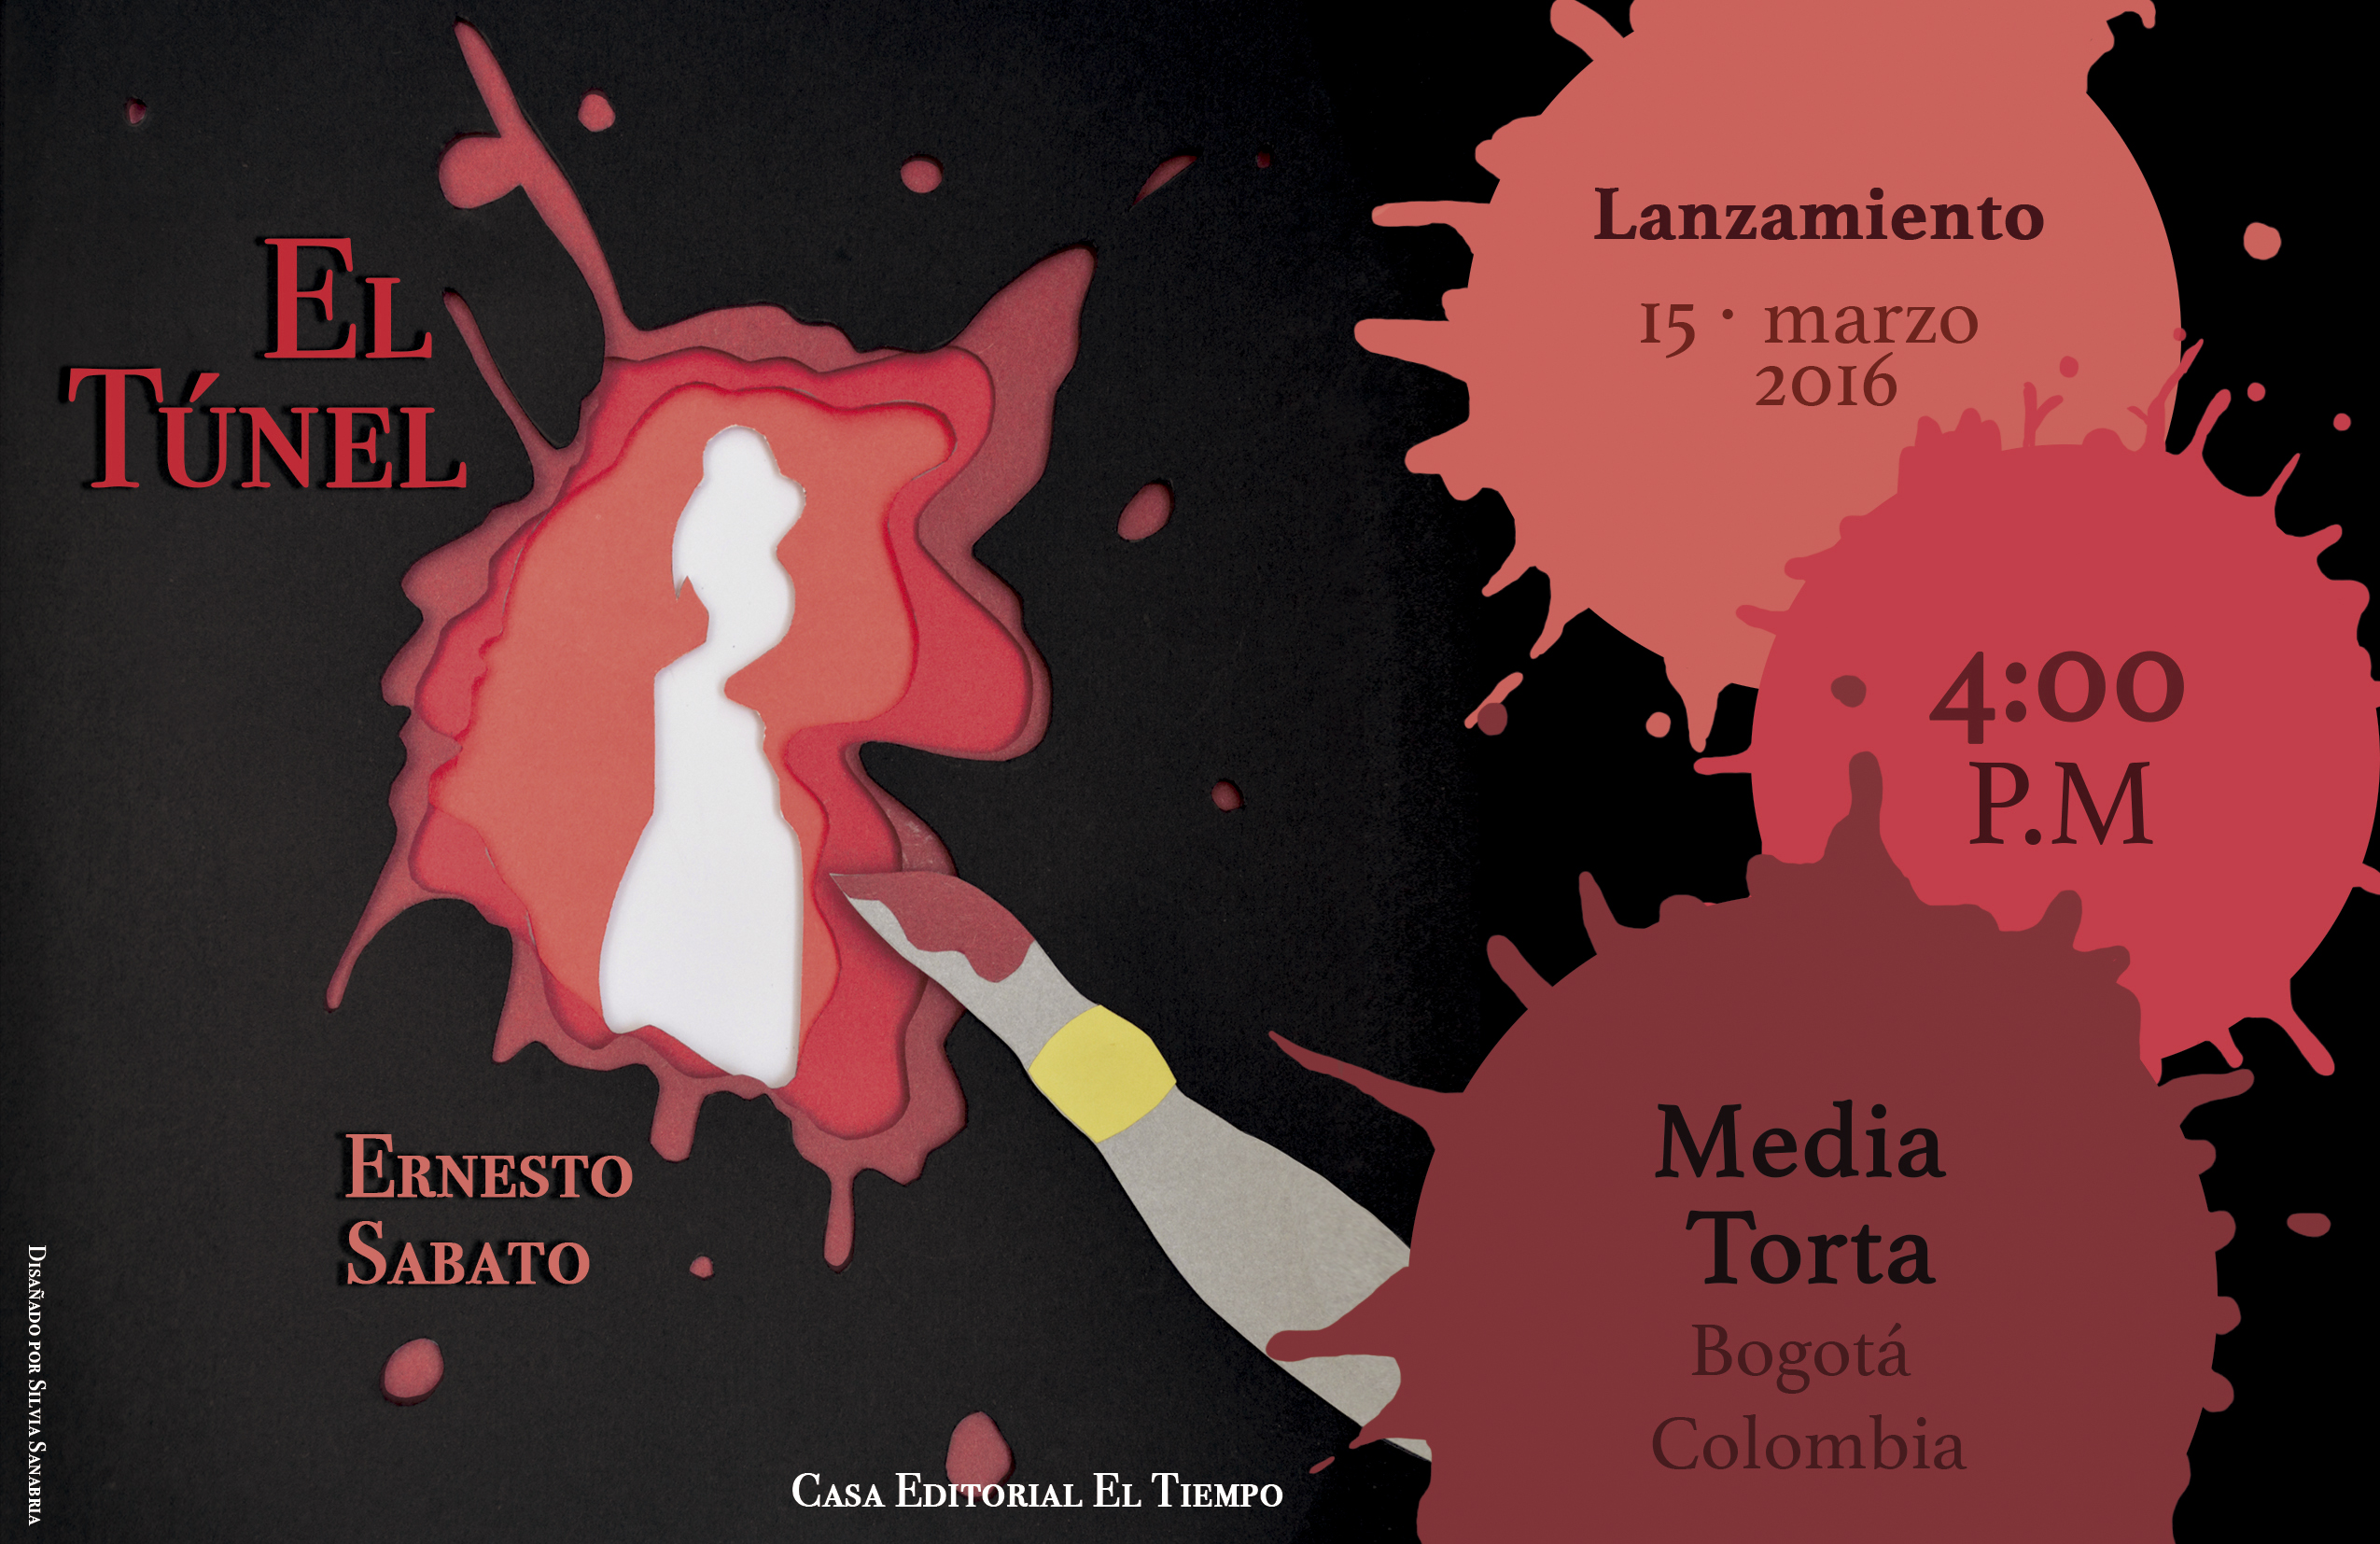 El
Túnel
Ernesto
Sabato
Disañado por Silvia Sanabria
Casa Editorial El Tiempo
Lanzamiento
15 · marzo
2016
4:00
P.M
Media
Torta
Bogotá
Colombia